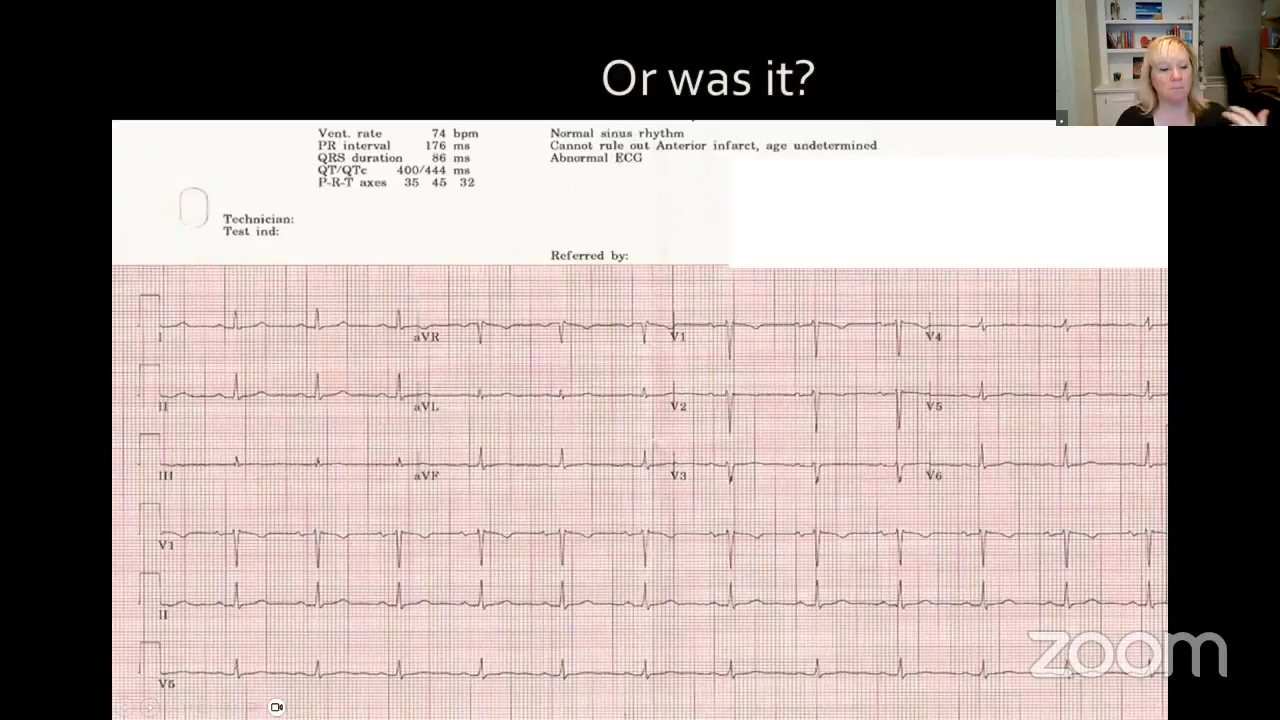 Or was it?
Vent. rate 74 bpm
PR interval 176 ms
QRS duration 86 ms
QT/QTc 400/444 ms
P-R-T axes 35 45 32
Normal sinus rhythm
Cannot rule out Anterior infarct, age undetermined
Abnormal ECG
Technician:
Test ind:
Referred by:
I aVR V1 V4
II aVL V2 V5
III aVF V3 V6
V1
II
V5
zoom